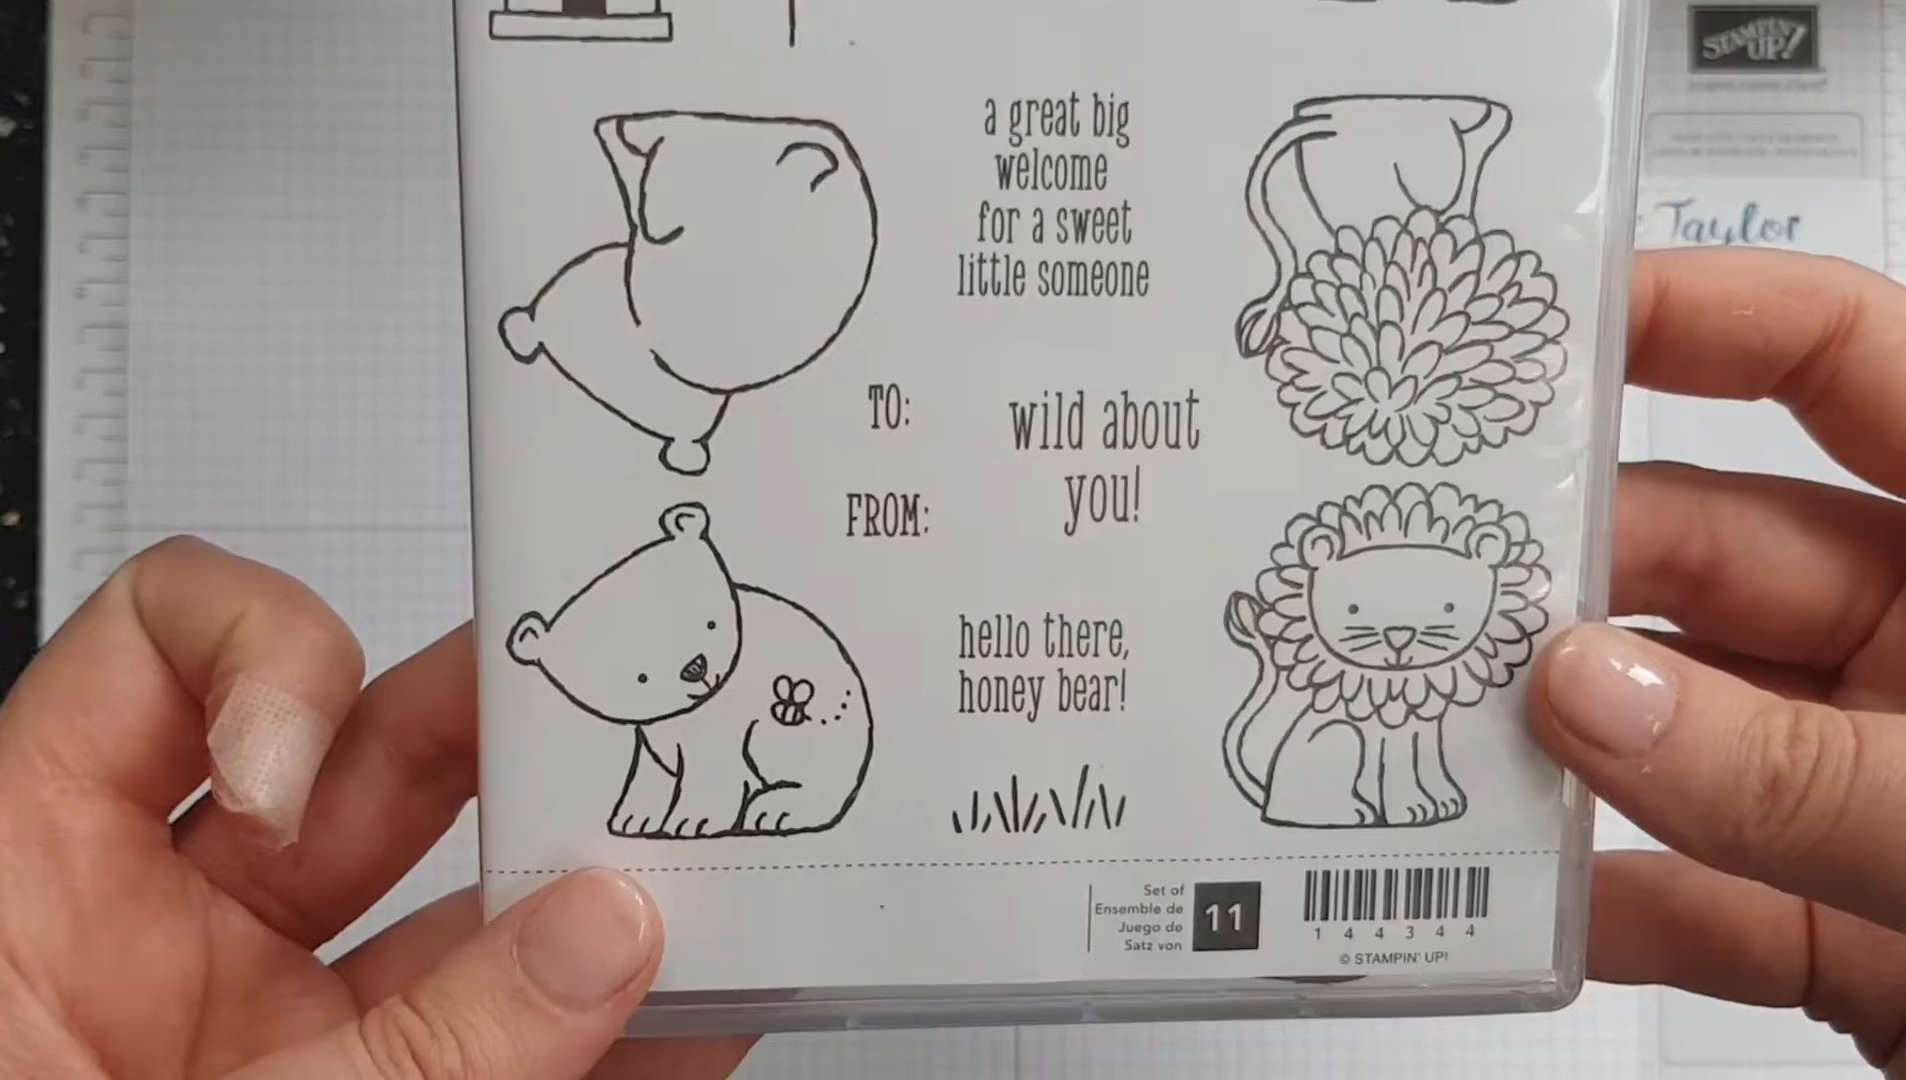 STAMPIN' UP!
Taylor
a great big
welcome
for a sweet
little someone
TO:
wild about
you!
FROM:
hello there,
honey bear!
Set of
Ensemble de
Juego de
Satz von
11
1 4 4 3 4 4
© STAMPIN' UP!